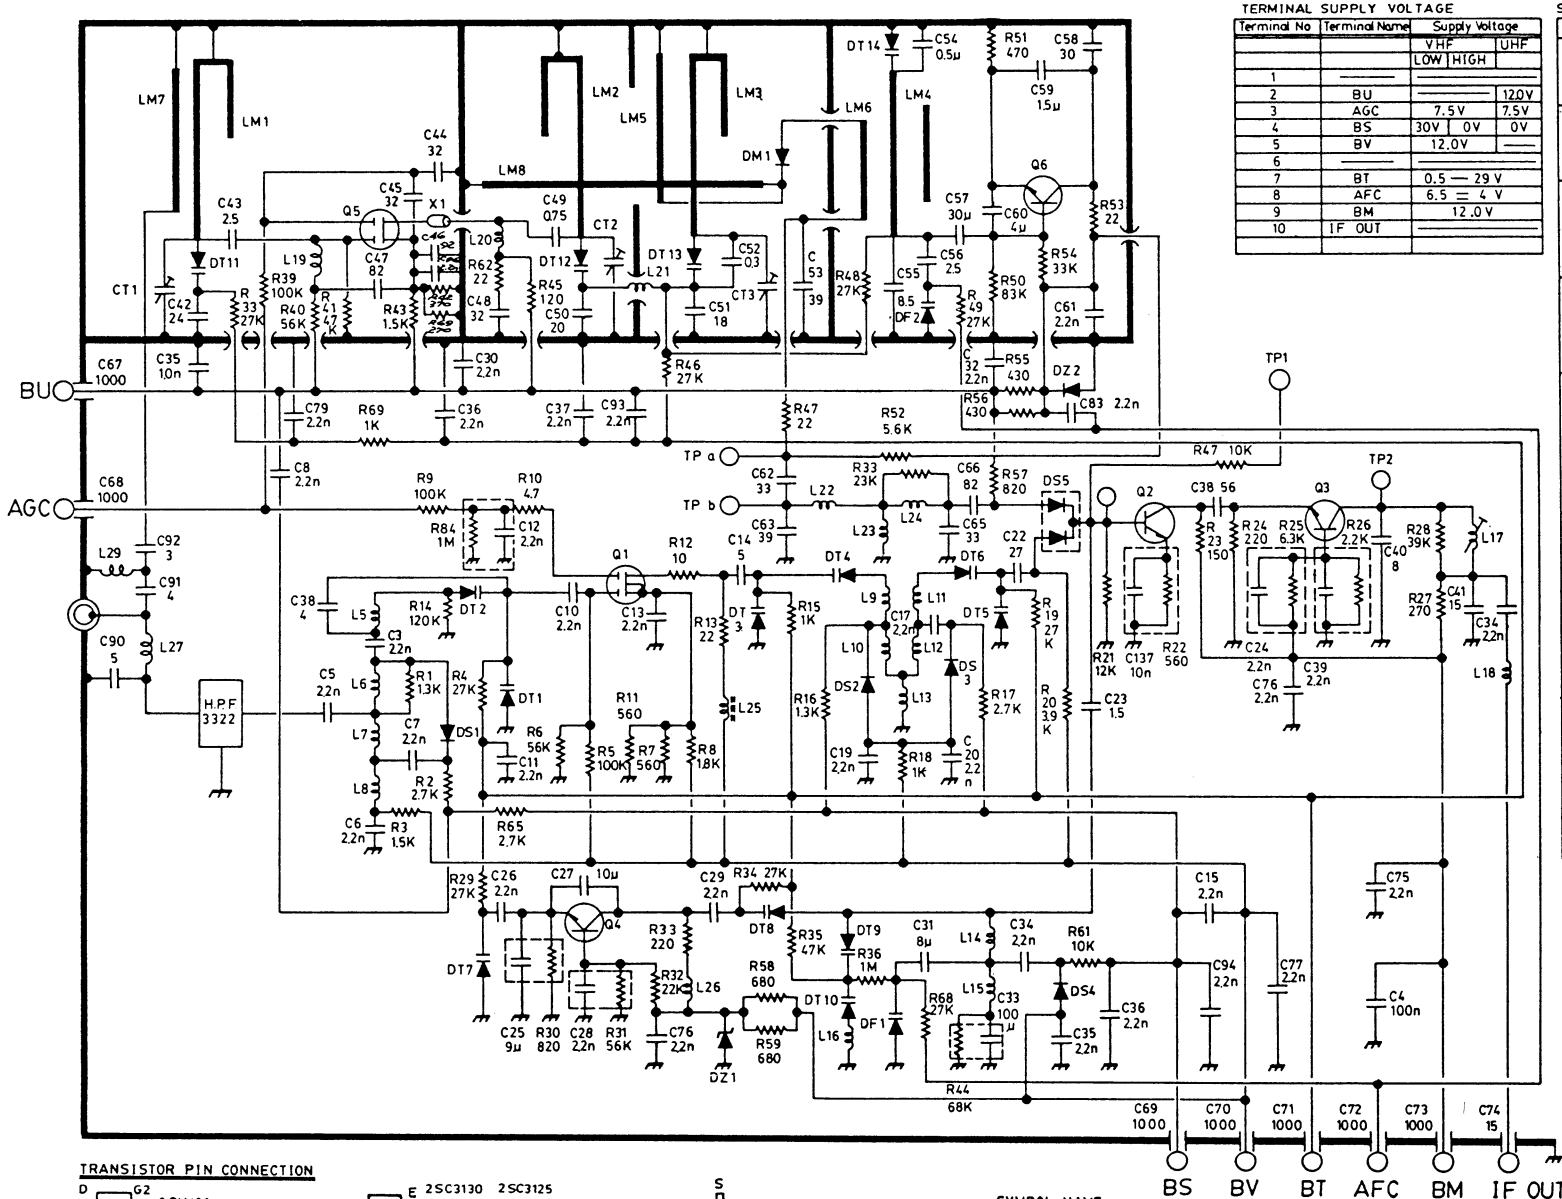 TERMINAL SUPPLY VOLTAGE
Terminal No Terminal Name Supply Voltage
VHF UHF
LOW HIGH
1
2 BU 12.0V
3 AGC 7.5V 7.5V
4 BS 30V 0V 0V
5 BV 12.0V
6
7 BT 0.5 — 29 V
8 AFC 6.5 = 4 V
9 BM 12.0V
10 IF OUT
LM7
LM1
LM2
LM5
LM3
LM6
LM4
LM8
DM1
DT14
C54
0.5µ
R51
470
C58
30
C59
1.5µ
Q6
C44
32
C45
32
X1
Q5
C43
2.5
C49
0.75
CT2
C57
30µ
C60
4µ
R53
22
DT11
L19
C47
82
L20
R62
22
DT12
L21
DT13
C52
0.3
C
53
39
R48
27K
C55
8.5
C56
2.5
R50
83K
R54
33K
CT1
C42
24
R
33
27K
R39
100K
R40
56K
R
41
47K
R43
1.5K
C48
32
R45
120
C50
20
C51
18
CT3
DF2
R
49
27K
C61
2.2n
C67
1000
BU
C35
1.0n
C30
2.2n
R46
27K
C
32
2.2n
R55
430
DZ2
R56
430
C83 2.2n
TP1
C79
2.2n
R69
1K
C36
2.2n
C37
2.2n
C93
2.2n
R47
22
R52
5.6K
TP a
R47 10K
TP2
C68
1000
AGC
C8
2.2n
R9
100K
R10
4.7
R84
1M
C12
2.2n
TP b
C62
33
C63
39
L22
R33
23K
L23
L24
C66
82
C65
33
R57
820
DS5
Q2
C38 56
Q3
R
23
150
R24
220
R25
6.3K
R26
2.2K
C40
8
R28
39K
L17
L29
C92
3
C91
4
C90
5
L27
H.P.F
3322
C38
4
L5
R14
120K
DT2
C3
2.2n
C5
22n
L6
R1
1.3K
R4
27K
DT1
C7
2.2n
DS1
L7
L8
R2
2.7K
C6
2.2n
R3
1.5K
C11
2.2n
R65
2.7K
C10
2.2n
Q1
C13
2.2n
R12
10
C14
5
R13
22
DT
3
R15
1K
DT4
L9
L11
C17
2.2n
L10
L12
L13
DS2
DS
3
DT6
C22
27
DT5
R
19
27
K
R6
56K
R5
100K
R11
560
R7
560
R8
1.8K
L25
R16
1.3K
R17
2.7K
R
20
3.9
K
C19
2.2n
R18
1K
C
20
2.2
n
C23
1.5
R21
12K
C137
10n
R22
560
C24
2.2n
C76
2.2n
C39
2.2n
R27
270
C41
15
C34
2.2n
L18
R29
27K
C26
2.2n
C27
10µ
Q4
DT7
C25
9µ
R30
820
C28
2.2n
R31
56K
R33
220
R32
22K
L26
C76
2.2n
DZ1
C29
2.2n
R34 27K
DT8
R35
47K
R58
680
R59
680
DT9
R36
1M
DT10
L16
DF1
C31
8µ
R68
27K
L14
L15
C33
100
µ
C34
2.2n
R61
10K
DS4
C35
2.2n
C36
2.2n
C15
2.2n
C94
2.2n
C77
2.2n
C75
2.2n
C4
100n
R44
68K
C69
1000
C70
1000
C71
1000
C72
1000
C73
1000
C74
15
BS BV BT AFC BM IF OUT
TRANSISTOR PIN CONNECTION
D G2 E 2SC3130 2SC3125 S